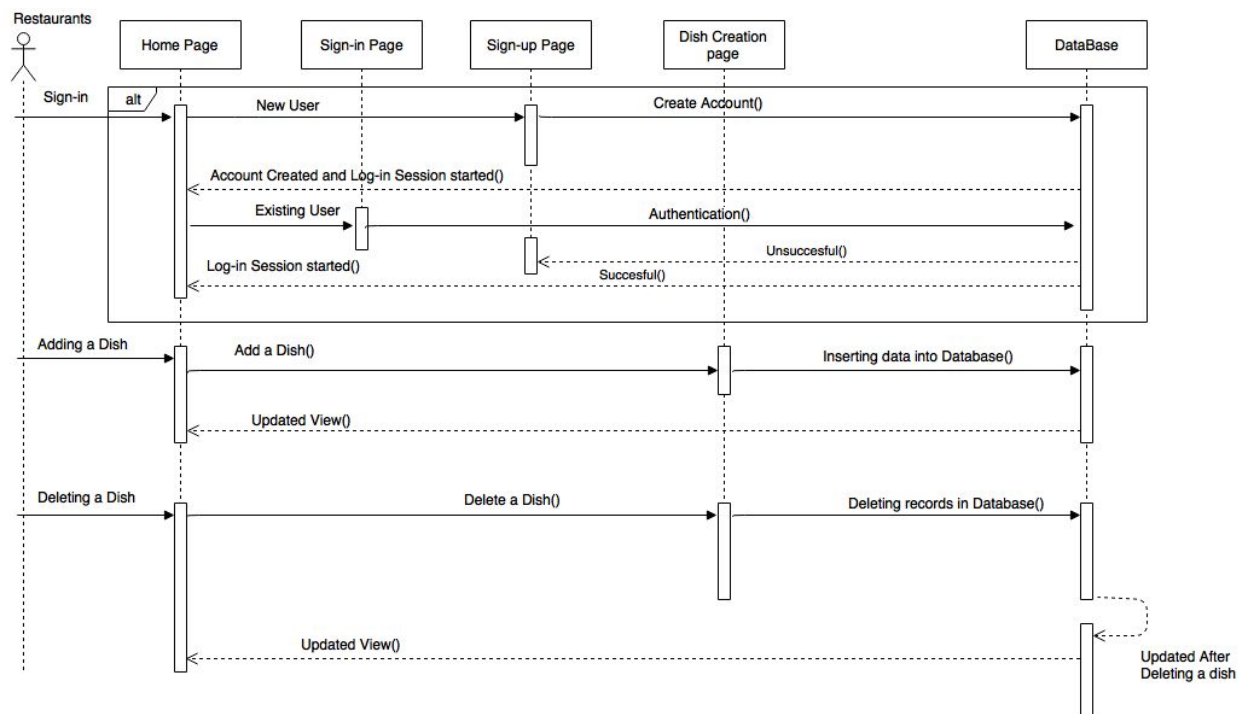 Restaurants
Home Page
Sign-in Page
Sign-up Page
Dish Creation
page
DataBase
Sign-in
alt
New User
Create Account()
Account Created and Log-in Session started()
Existing User
Authentication()
Unsuccesful()
Log-in Session started()
Succesful()
Adding a Dish
Add a Dish()
Inserting data into Database()
Updated View()
Deleting a Dish
Delete a Dish()
Deleting records in Database()
Updated View()
Updated After
Deleting a dish